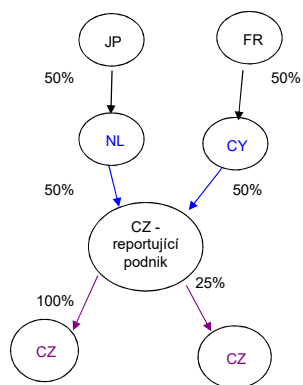 JP
FR
50%
50%
NL
CY
50%
50%
CZ -
reportující
podnik
100%
25%
CZ
CZ